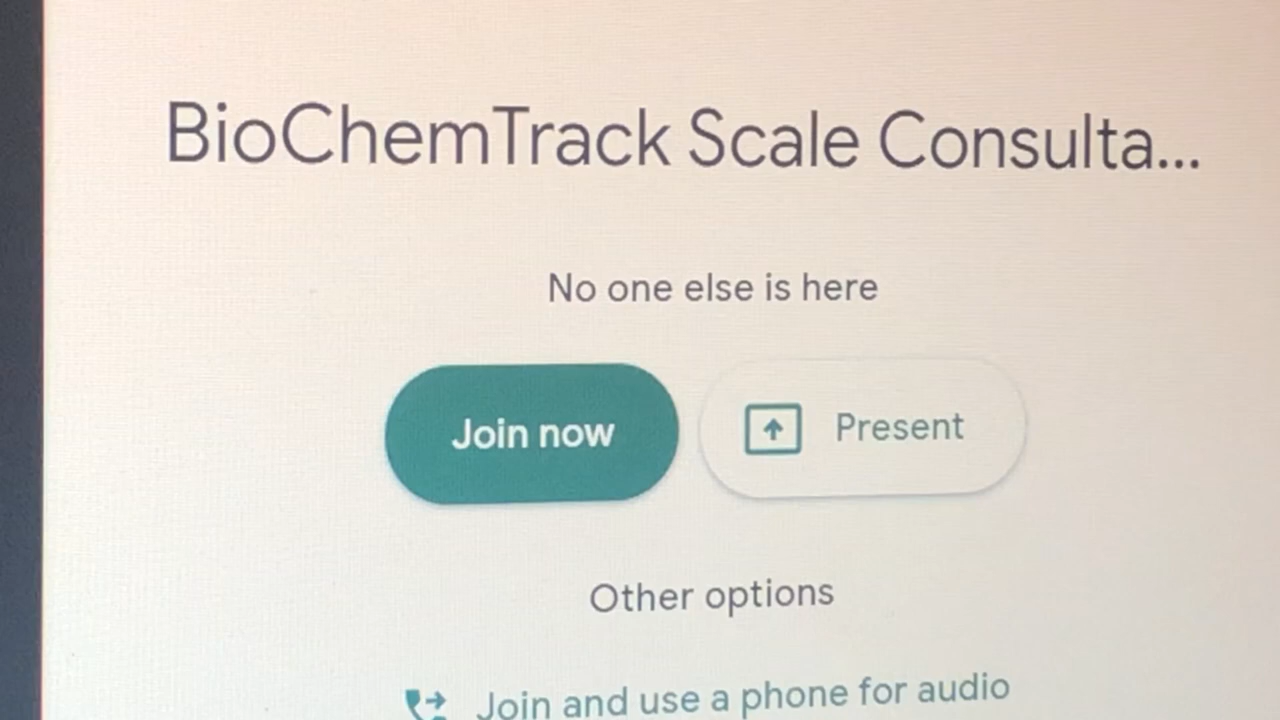 BioChemTrack Scale Consulta...
No one else is here
Join now
Present
Other options
Join and use a phone for audio